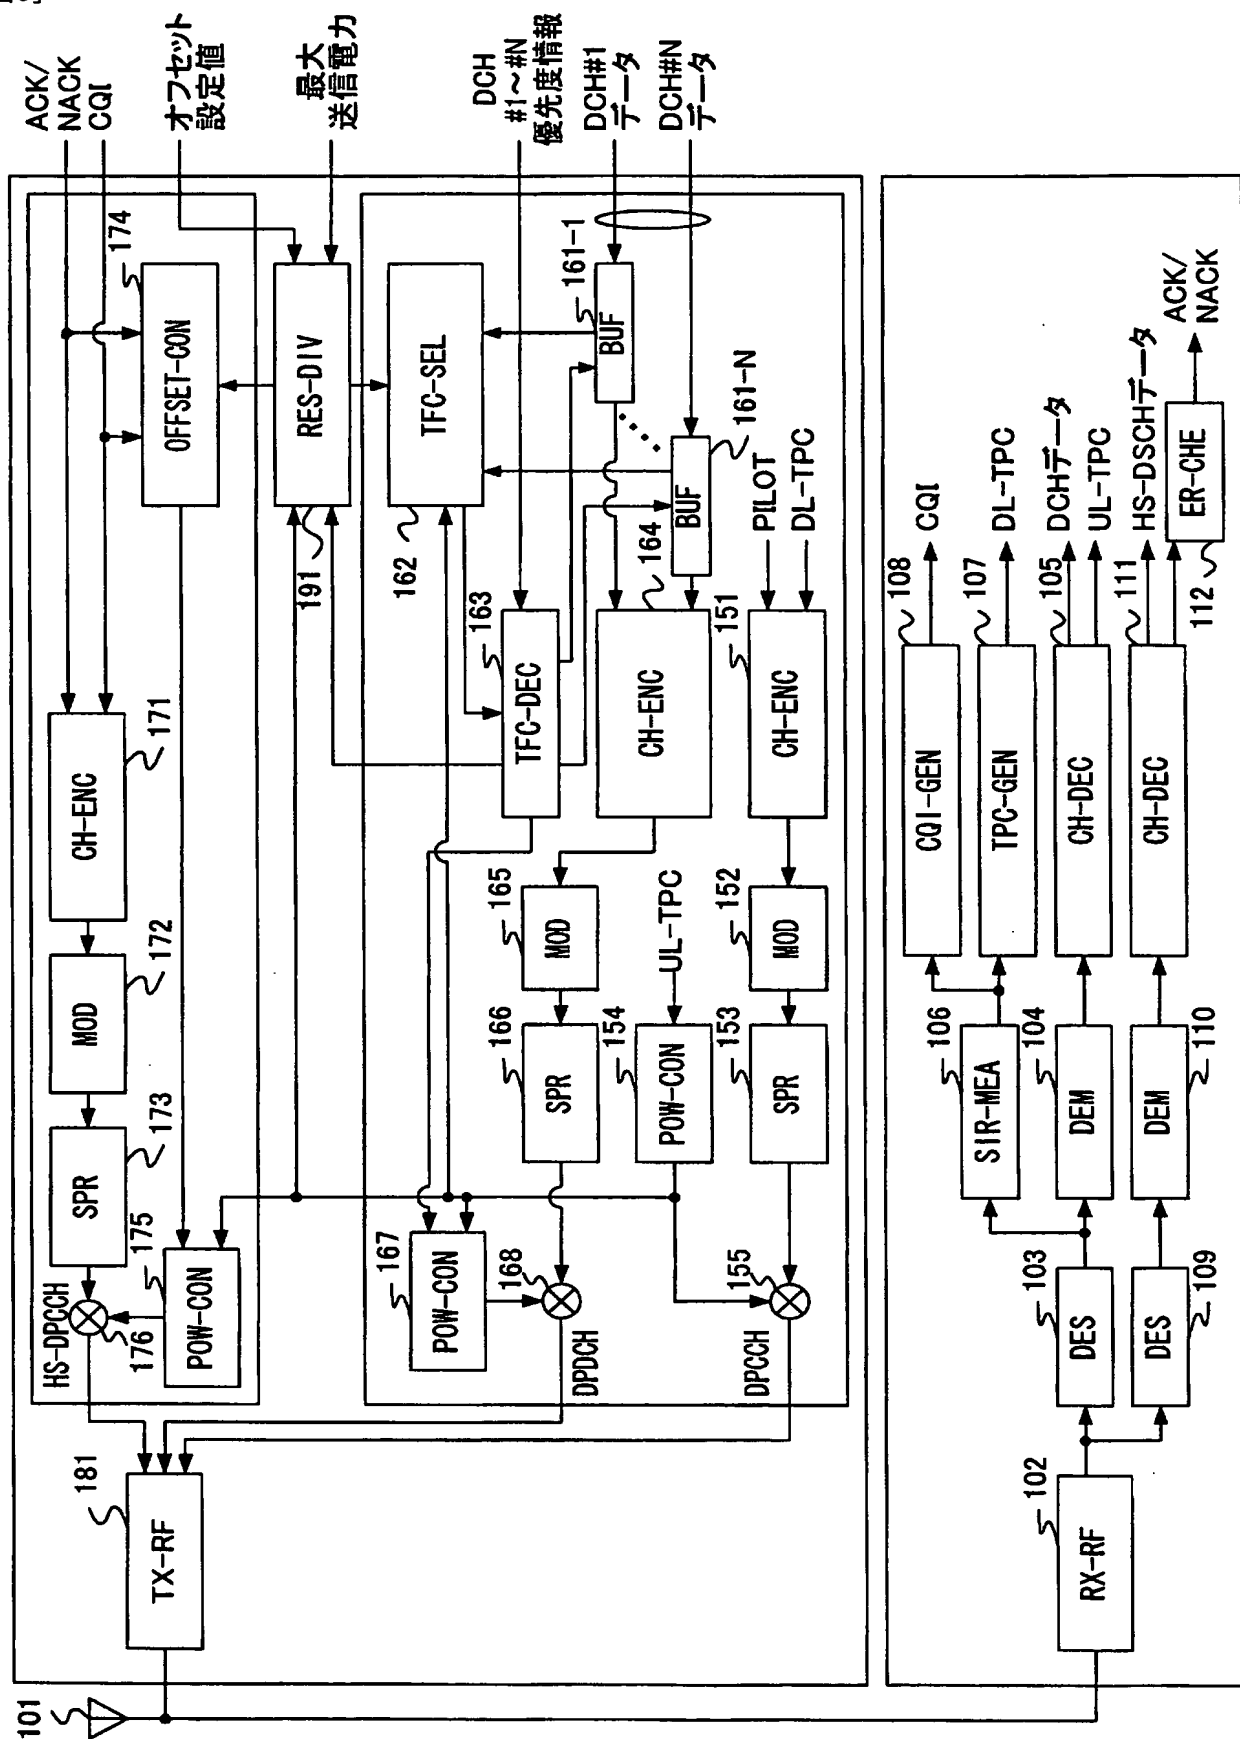 101
181
TX-RF
HS-DPCCH
176
SPR
173
MOD
172
CH-ENC
171
ACK/
NACK
CQI
POW-CON
175
OFFSET-CON
174
オフセット
設定値
RES-DIV
191
最大
送信電力
TFC-SEL
162
TFC-DEC
163
DCH
#1～#N
優先度情報
BUF
161-1
DCH#1
データ
BUF
161-N
DCH#N
データ
POW-CON
167
168
DPDCH
SPR
166
MOD
165
CH-ENC
164
POW-CON
154
UL-TPC
155
DPCCH
SPR
153
MOD
152
CH-ENC
151
PILOT
DL-TPC
RX-RF
102
DES
103
DES
109
SIR-MEA
106
DEM
104
DEM
110
CQI-GEN
108
CQI
TPC-GEN
107
DL-TPC
CH-DEC
105
DCHデータ
UL-TPC
CH-DEC
111
HS-DSCHデータ
ER-CHE
112
ACK/
NACK